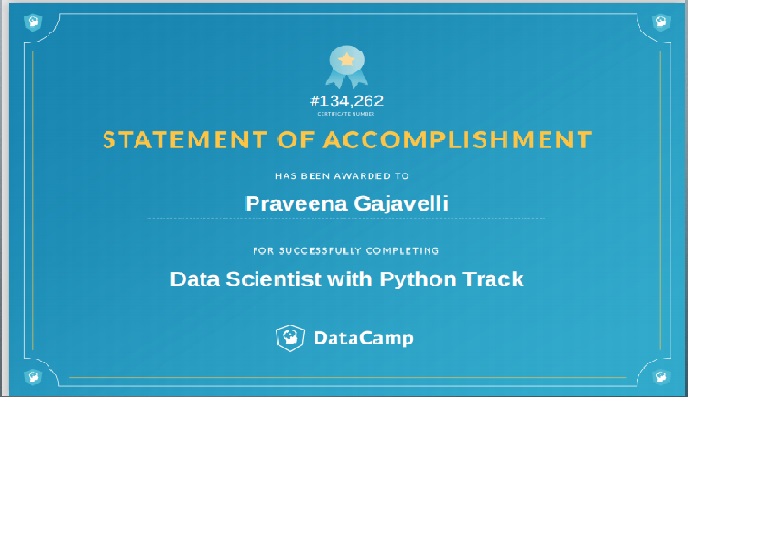 #134,262
CERTIFICATE NUMBER
STATEMENT OF ACCOMPLISHMENT
HAS BEEN AWARDED TO
Praveena Gajavelli
FOR SUCCESSFULLY COMPLETING
Data Scientist with Python Track
DataCamp